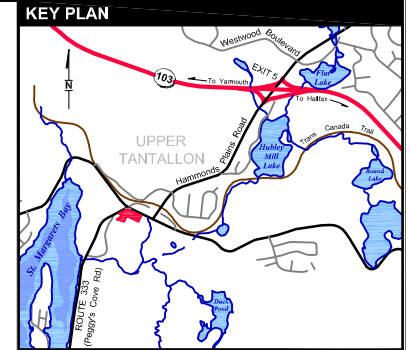 KEY PLAN
Westwood Boulevard
EXIT 5
Flat
Lake
103
To Yarmouth
To Halifax
N
UPPER
TANTALLON
Hammonds Plains Road
Hubley
Mill
Lake
Trans Canada Trail
Round
Lake
St. Margarets Bay
ROUTE 333
(Peggy's Cove Rd)
Duck
Pond